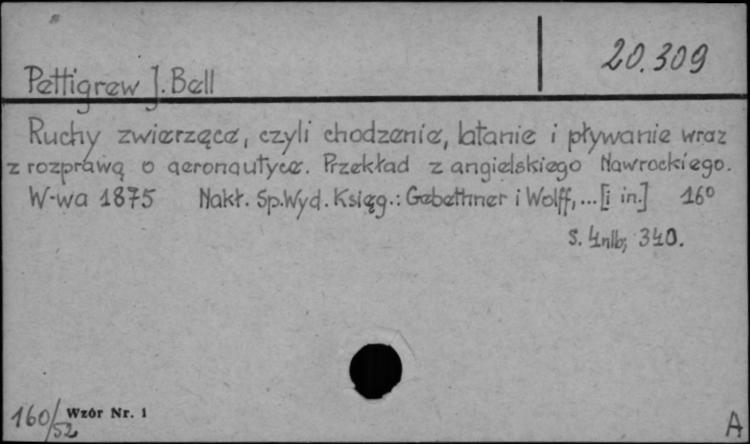 20.309
Pettigrew J. Bell
Ruchy zwierzęce, czyli chodzenie, latanie i pływanie wraz
z rozprawą o aeronautyce. Przekład z angielskiego Nawrockiego.
W-wa 1875 Nakł. Sp. Wyd. Księg.: Gebethner i Wolff,... [i in.] 16°
s. 4nlb; 340.
160/52 Wzór Nr. 1
A